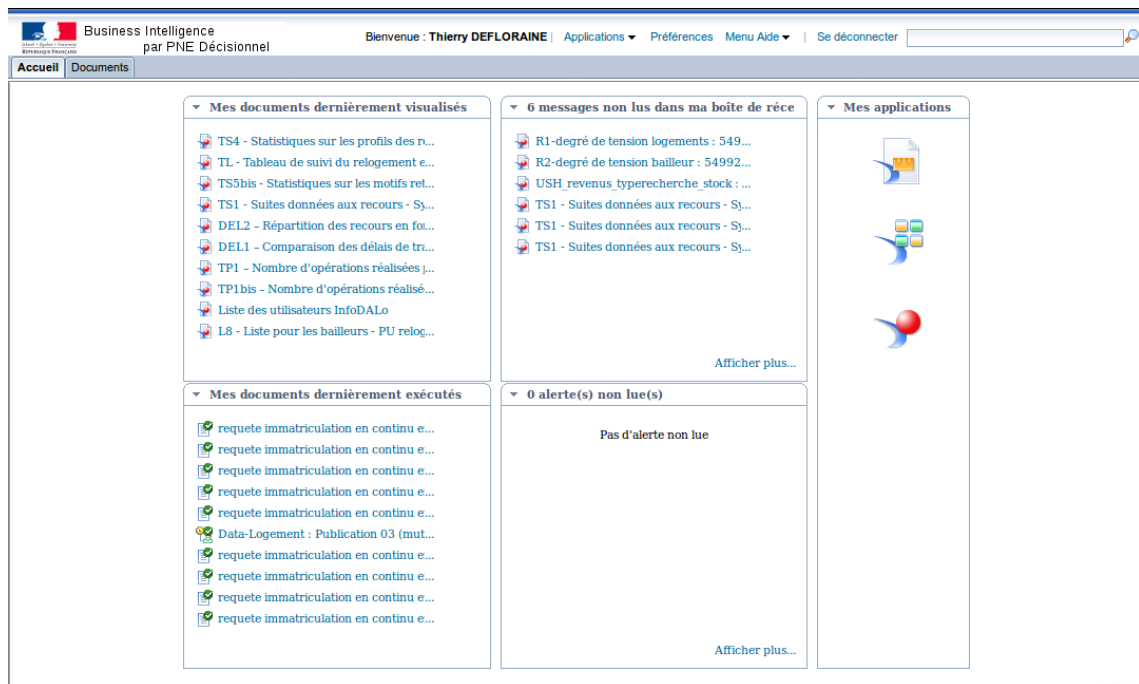 Business Intelligence
par PNE Décisionnel
Bienvenue : Thierry DEFLORAINE | Applications Préférences Menu Aide | Se déconnecter
Accueil Documents
Mes documents dernièrement visualisés
TS4 - Statistiques sur les profils des re...
TL - Tableau de suivi du relogement e...
TS5bis - Statistiques sur les motifs ret...
TS1 - Suites données aux recours - Sy...
DEL2 – Répartition des recours en fon...
DEL1 – Comparaison des délais de tra...
TP1 – Nombre d'opérations réalisées p...
TP1bis – Nombre d'opérations réalisé...
Liste des utilisateurs InfoDALo
L8 - Liste pour les bailleurs - PU relog...
6 messages non lus dans ma boîte de réce
R1-degré de tension logements : 549...
R2-degré de tension bailleur : 54992...
USH_revenus_typerecherche_stock : ...
TS1 - Suites données aux recours - Sy...
TS1 - Suites données aux recours - Sy...
TS1 - Suites données aux recours - Sy...
Afficher plus...
Mes applications
Mes documents dernièrement exécutés
requete immatriculation en continu e...
requete immatriculation en continu e...
requete immatriculation en continu e...
requete immatriculation en continu e...
requete immatriculation en continu e...
Data-Logement : Publication 03 (mut...
requete immatriculation en continu e...
requete immatriculation en continu e...
requete immatriculation en continu e...
requete immatriculation en continu e...
0 alerte(s) non lue(s)
Pas d'alerte non lue
Afficher plus...